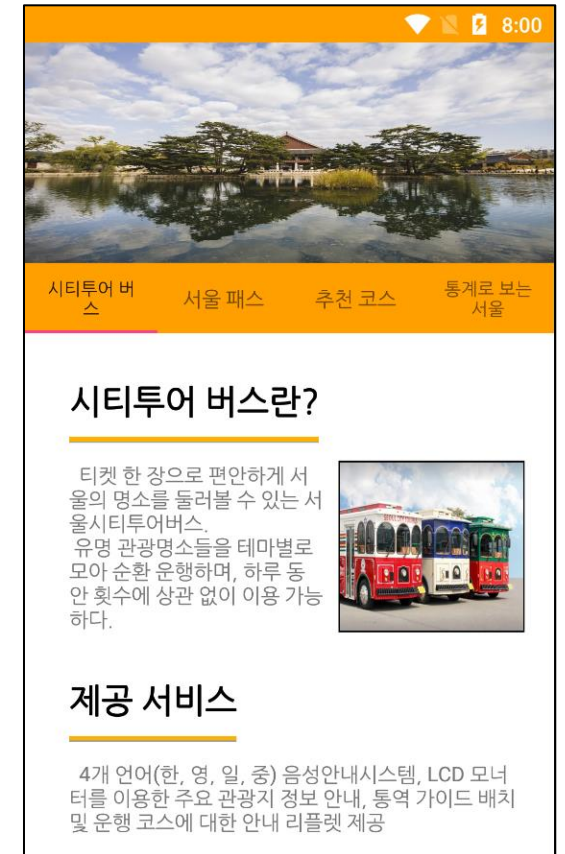 8:00
시티투어 버
스
서울 패스
추천 코스
통계로 보는
서울
시티투어 버스란?
티켓 한 장으로 편안하게 서
울의 명소를 둘러볼 수 있는 서
울시티투어버스.
유명 관광명소들을 테마별로
모아 순환 운행하며, 하루 동
안 횟수에 상관 없이 이용 가능
하다.
제공 서비스
4개 언어(한, 영, 일, 중) 음성안내시스템, LCD 모니
터를 이용한 주요 관광지 정보 안내, 통역 가이드 배치
및 운행 코스에 대한 안내 리플렛 제공